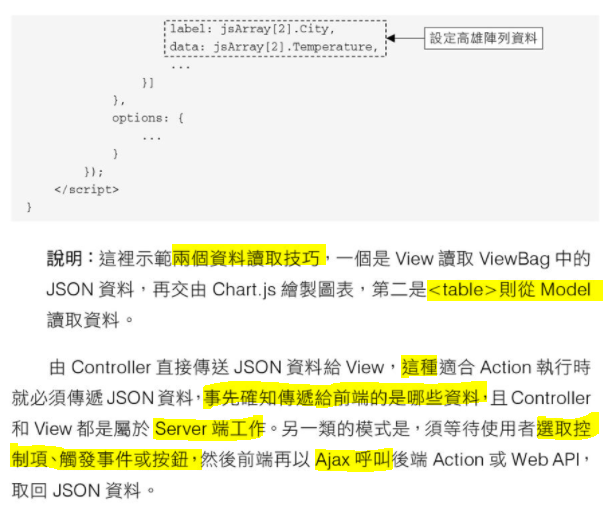 label: jsArray[2].City,
data: jsArray[2].Temperature,
設定高雄陣列資料
...
}]
},
options: {
...
}
});
</script>
}
說明：這裡示範兩個資料讀取技巧，一個是 View 讀取 ViewBag 中的
JSON 資料，再交由 Chart.js 繪製圖表，第二是<table>則從 Model
讀取資料。
由 Controller 直接傳送 JSON 資料給 View，這種適合 Action 執行時
就必須傳遞 JSON 資料，事先確知傳遞給前端的是哪些資料，且 Controller
和 View 都是屬於 Server 端工作。另一類的模式是，須等待使用者選取控
制項、觸發事件或按鈕，然後前端再以 Ajax 呼叫後端 Action 或 Web API，
取回 JSON 資料。